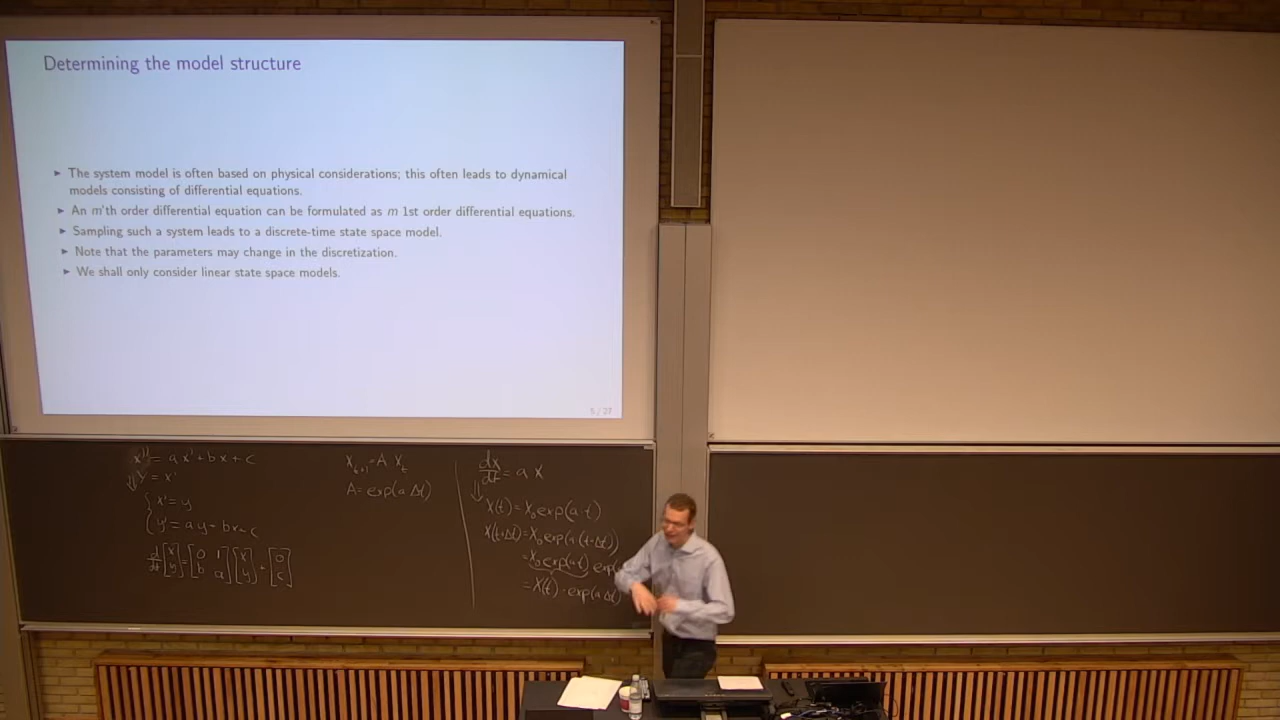 Determining the model structure
► The system model is often based on physical considerations; this often leads to dynamical
models consisting of differential equations.
► An m'th order differential equation can be formulated as m 1st order differential equations.
► Sampling such a system leads to a discrete-time state space model.
► Note that the parameters may change in the discretization.
► We shall only consider linear state space models.
5 / 27
x'' = a x' + b x + c
⇓ y = x'
{ x' = y
y' = a y + bx + c
d/dt [x y] = [0 1 b a] [x y] + [0 c]
X_{t+1} = A X_t
A = exp(a Δt)
dx/dt = a x
⇓ X(t) = X_0 exp(a·t)
X(t+Δt) = X_0 exp(a(t+Δt))
= X_0 exp(a·t)
= X(t) · exp(a Δt)